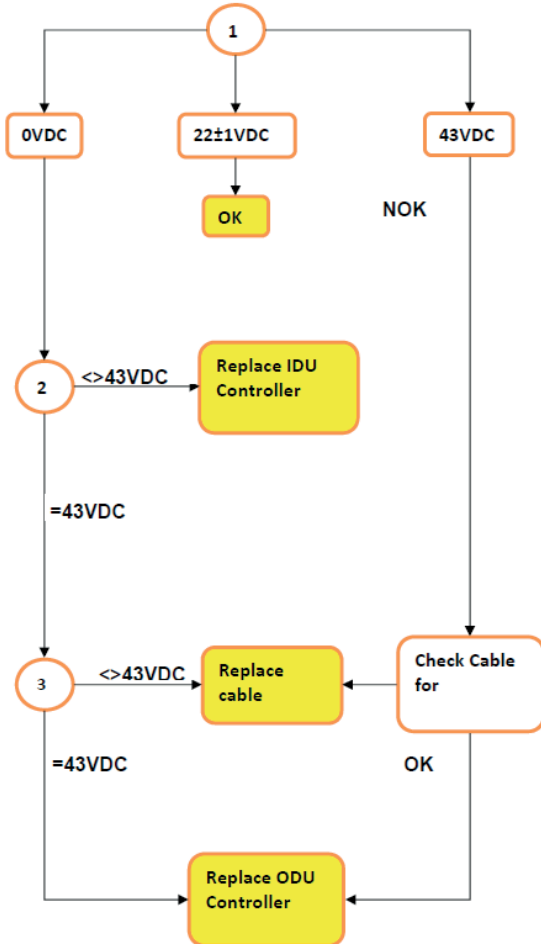 1
0VDC
22±1VDC
43VDC
OK
NOK
2
<>43VDC
Replace IDU
Controller
=43VDC
3
<>43VDC
Replace
cable
Check Cable
for
=43VDC
OK
Replace ODU
Controller